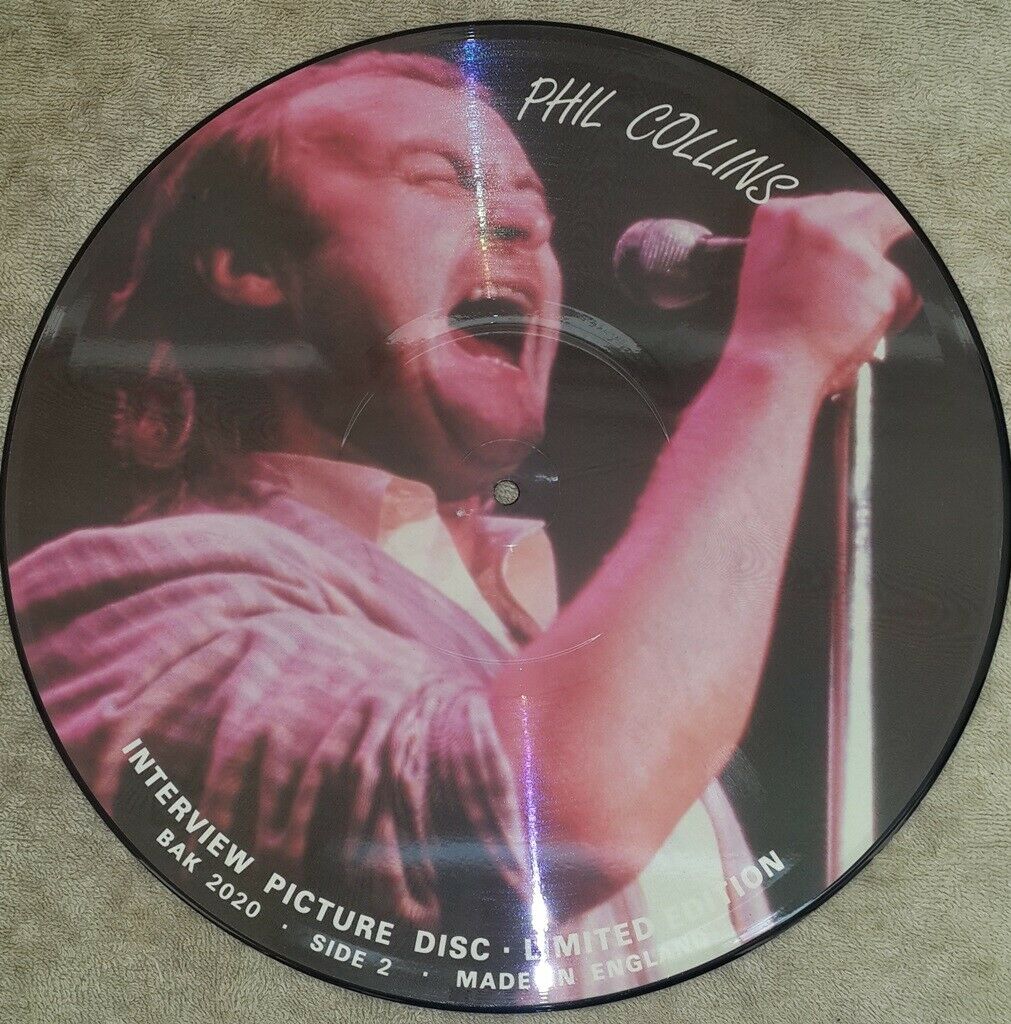 PHIL COLLINS
INTERVIEW PICTURE DISC · LIMITED EDITION
BAK 2020 · SIDE 2 · MADE IN ENGLAND